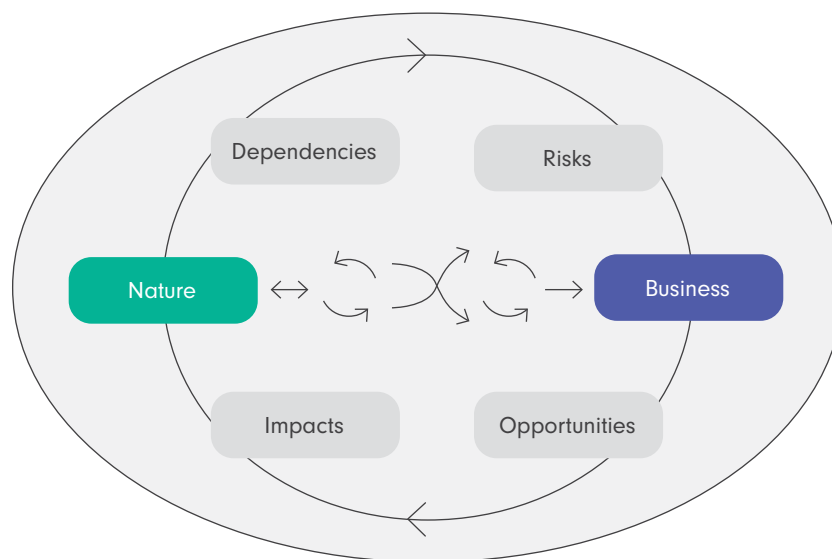 Dependencies
Risks
Nature
Business
Impacts
Opportunities